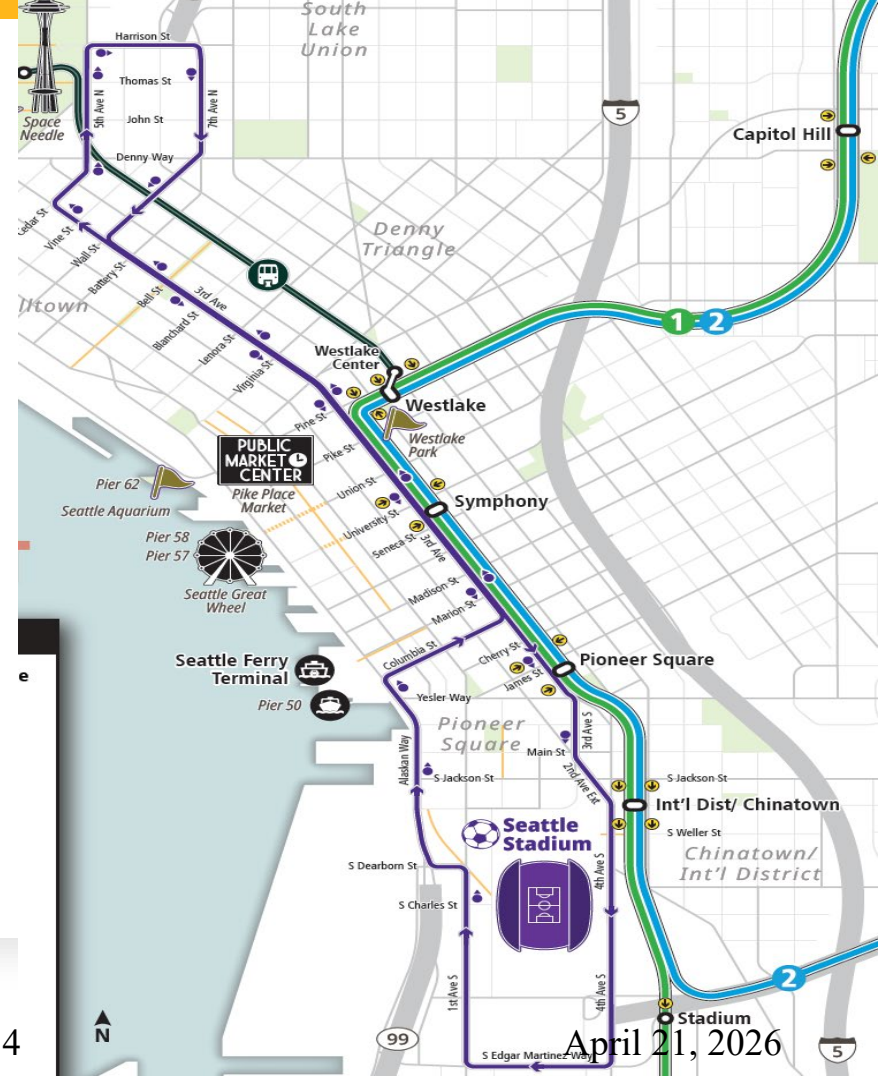 South
Lake
Union
Harrison St
Thomas St
5th Ave N
7th Ave N
John St
Denny Way
Space
Needle
5
Capitol Hill
Cedar St
Vine St
Wall St
Battery St
Bell St
3rd Ave
Blanchard St
Lenora St
Virginia St
Denny
Triangle
lltown
1
2
Westlake
Center
Westlake
Westlake
Park
Pine St
Pike St
PUBLIC
MARKET
CENTER
Pike Place
Market
Union St
University St
Seneca St
3rd Ave
Symphony
Pier 62
Seattle Aquarium
Pier 58
Pier 57
Seattle Great
Wheel
Madison St
Marion St
Columbia St
Cherry St
James St
Pioneer Square
e
Seattle Ferry
Terminal
Pier 50
Yesler Way
Pioneer
Square
Alaskan Way
Main St
3rd Ave S
2nd Ave Ext
S Jackson St
S Jackson St
Int'l Dist/ Chinatown
S Weller St
Chinatown/
Int'l District
Seattle
Stadium
S Dearborn St
4th Ave S
S Charles St
1st Ave S
4th Ave S
2
Stadium
N
99
S Edgar Martinez Way
5
4
April 21, 2026